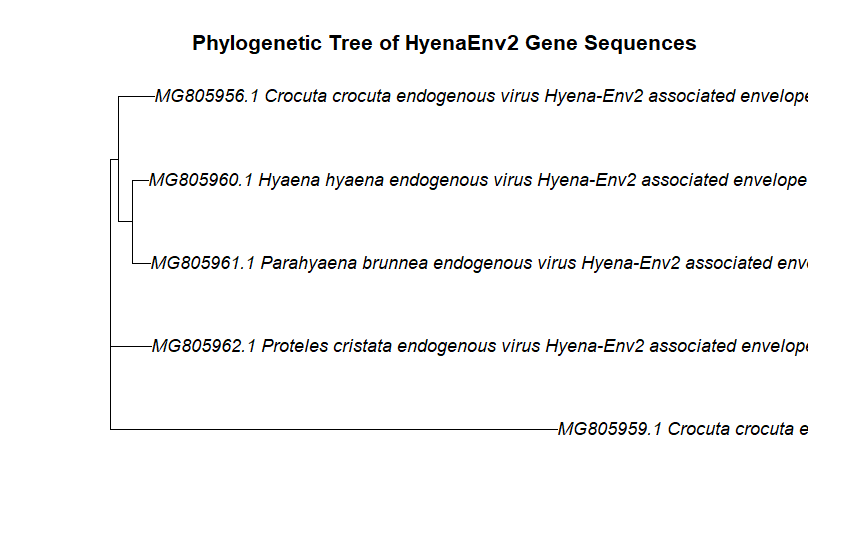 Phylogenetic Tree of HyenaEnv2 Gene Sequences
MG805956.1 Crocuta crocuta endogenous virus Hyena-Env2 associated envelope
MG805960.1 Hyaena hyaena endogenous virus Hyena-Env2 associated envelope
MG805961.1 Parahyaena brunnea endogenous virus Hyena-Env2 associated env
MG805962.1 Proteles cristata endogenous virus Hyena-Env2 associated envelope
MG805959.1 Crocuta crocuta e